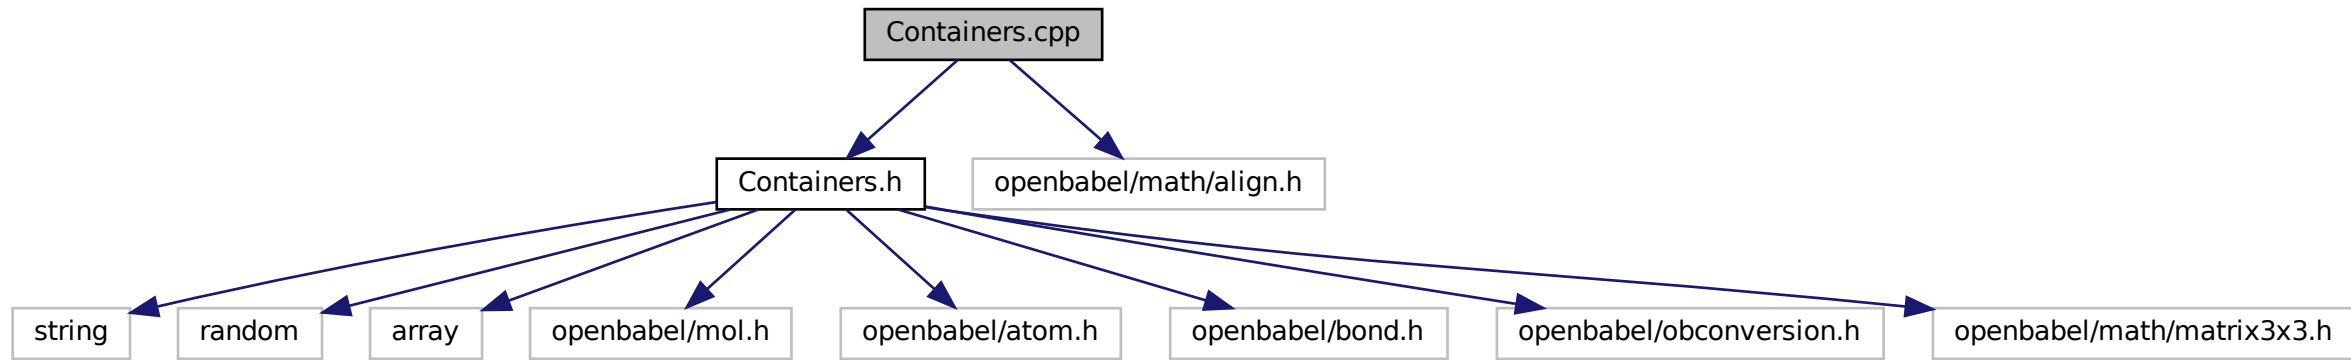 Containers.cpp
Containers.h
openbabel/math/align.h
string
random
array
openbabel/mol.h
openbabel/atom.h
openbabel/bond.h
openbabel/obconversion.h
openbabel/math/matrix3x3.h